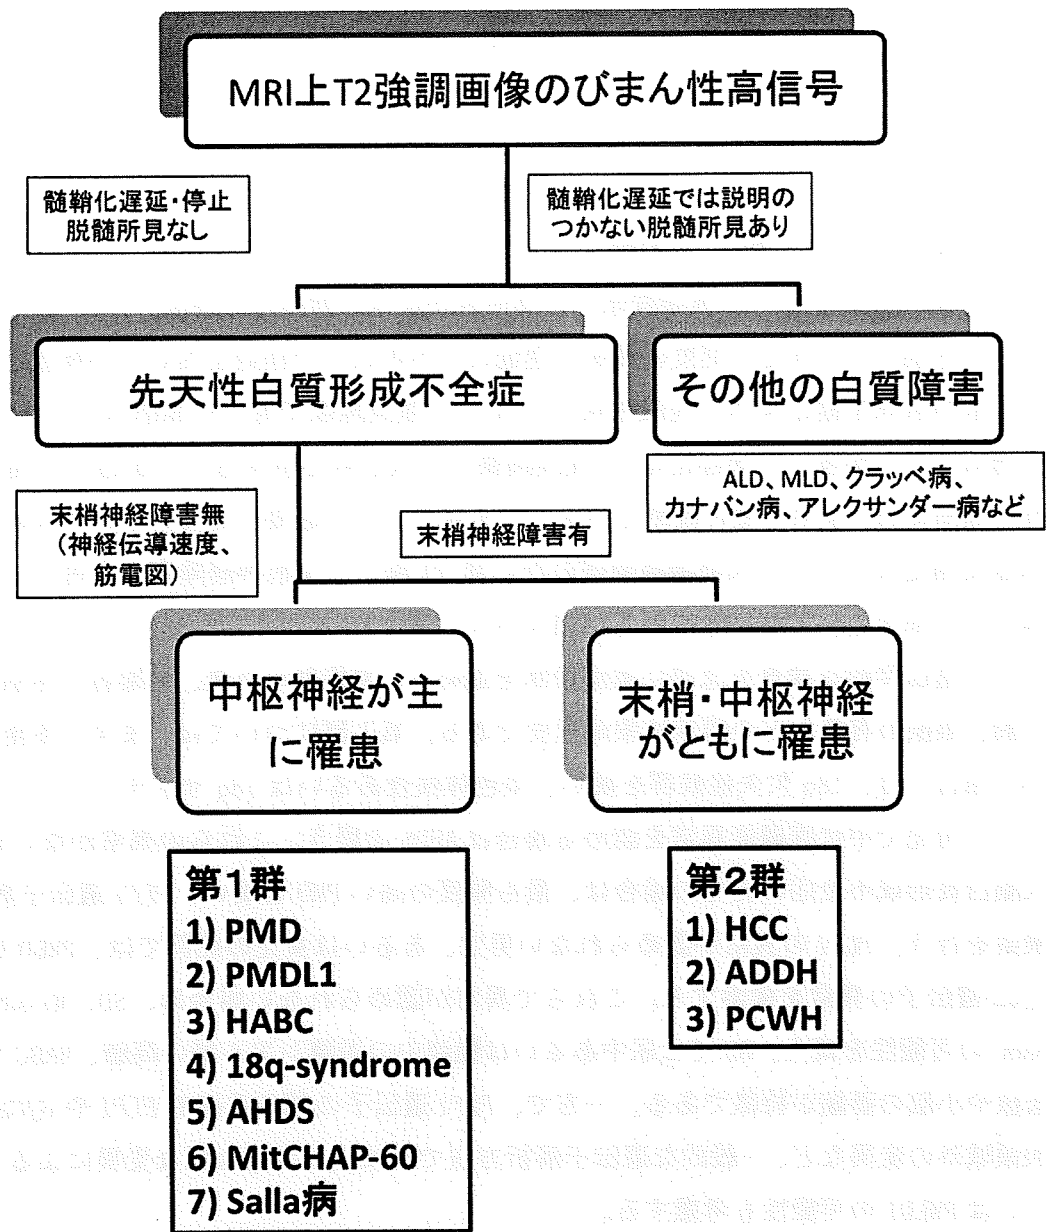 MRI上T2強調画像のびまん性高信号
髄鞘化遅延・停止
脱髄所見なし
髄鞘化遅延では説明の
つかない脱髄所見あり
先天性白質形成不全症
その他の白質障害
ALD、MLD、クラッベ病、
カナバン病、アレクサンダー病など
末梢神経障害無
（神経伝導速度、
筋電図）
末梢神経障害有
中枢神経が主
に罹患
末梢・中枢神経
がともに罹患
第1群
1) PMD
2) PMDL1
3) HABC
4) 18q-syndrome
5) AHDS
6) MitCHAP-60
7) Salla病
第2群
1) HCC
2) ADDH
3) PCWH